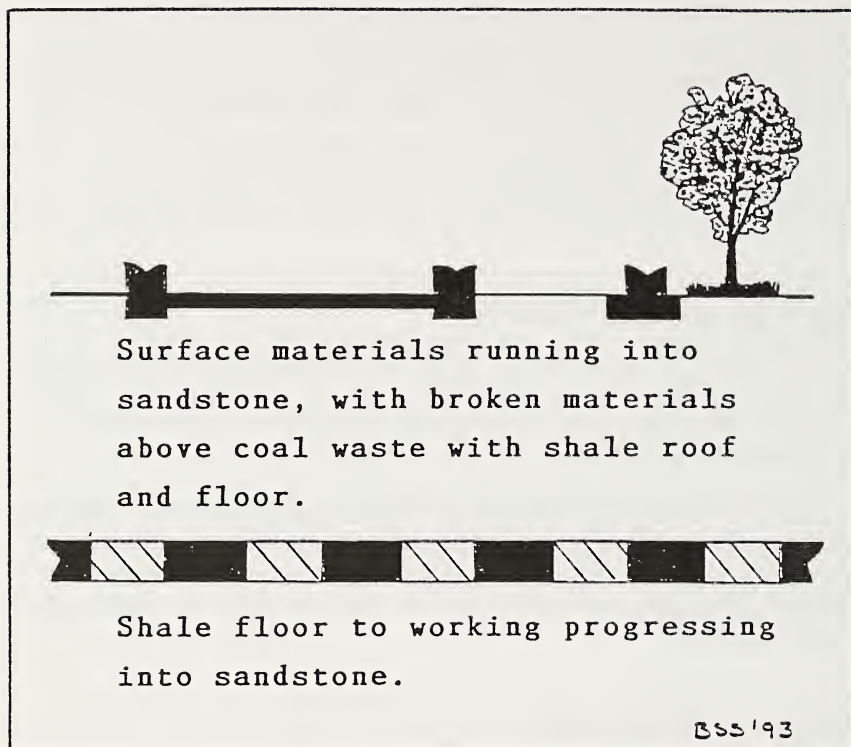 Surface materials running into
sandstone, with broken materials
above coal waste with shale roof
and floor.
Shale floor to working progressing
into sandstone.
BSS '93